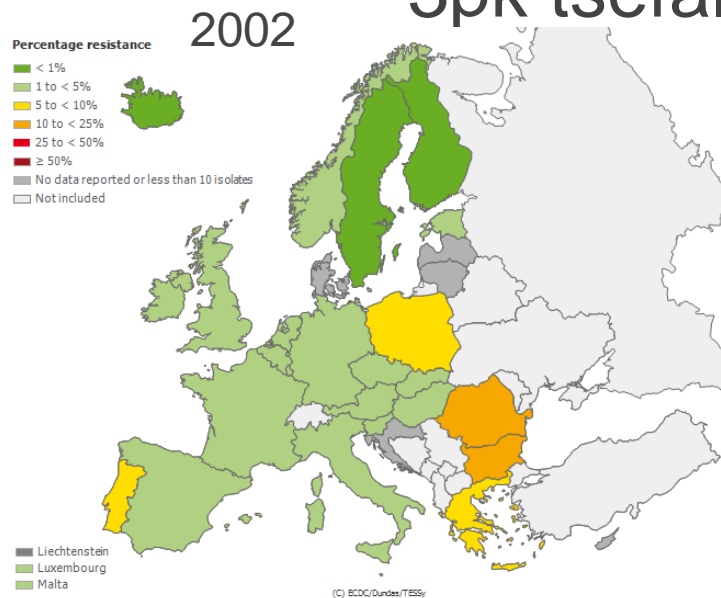 2002
Percentage resistance
< 1%
1 to < 5%
5 to < 10%
10 to < 25%
25 to < 50%
≥ 50%
No data reported or less than 10 isolates
Not included
Liechtenstein
Luxembourg
Malta
(C) ECDC/Dundas/TESSy